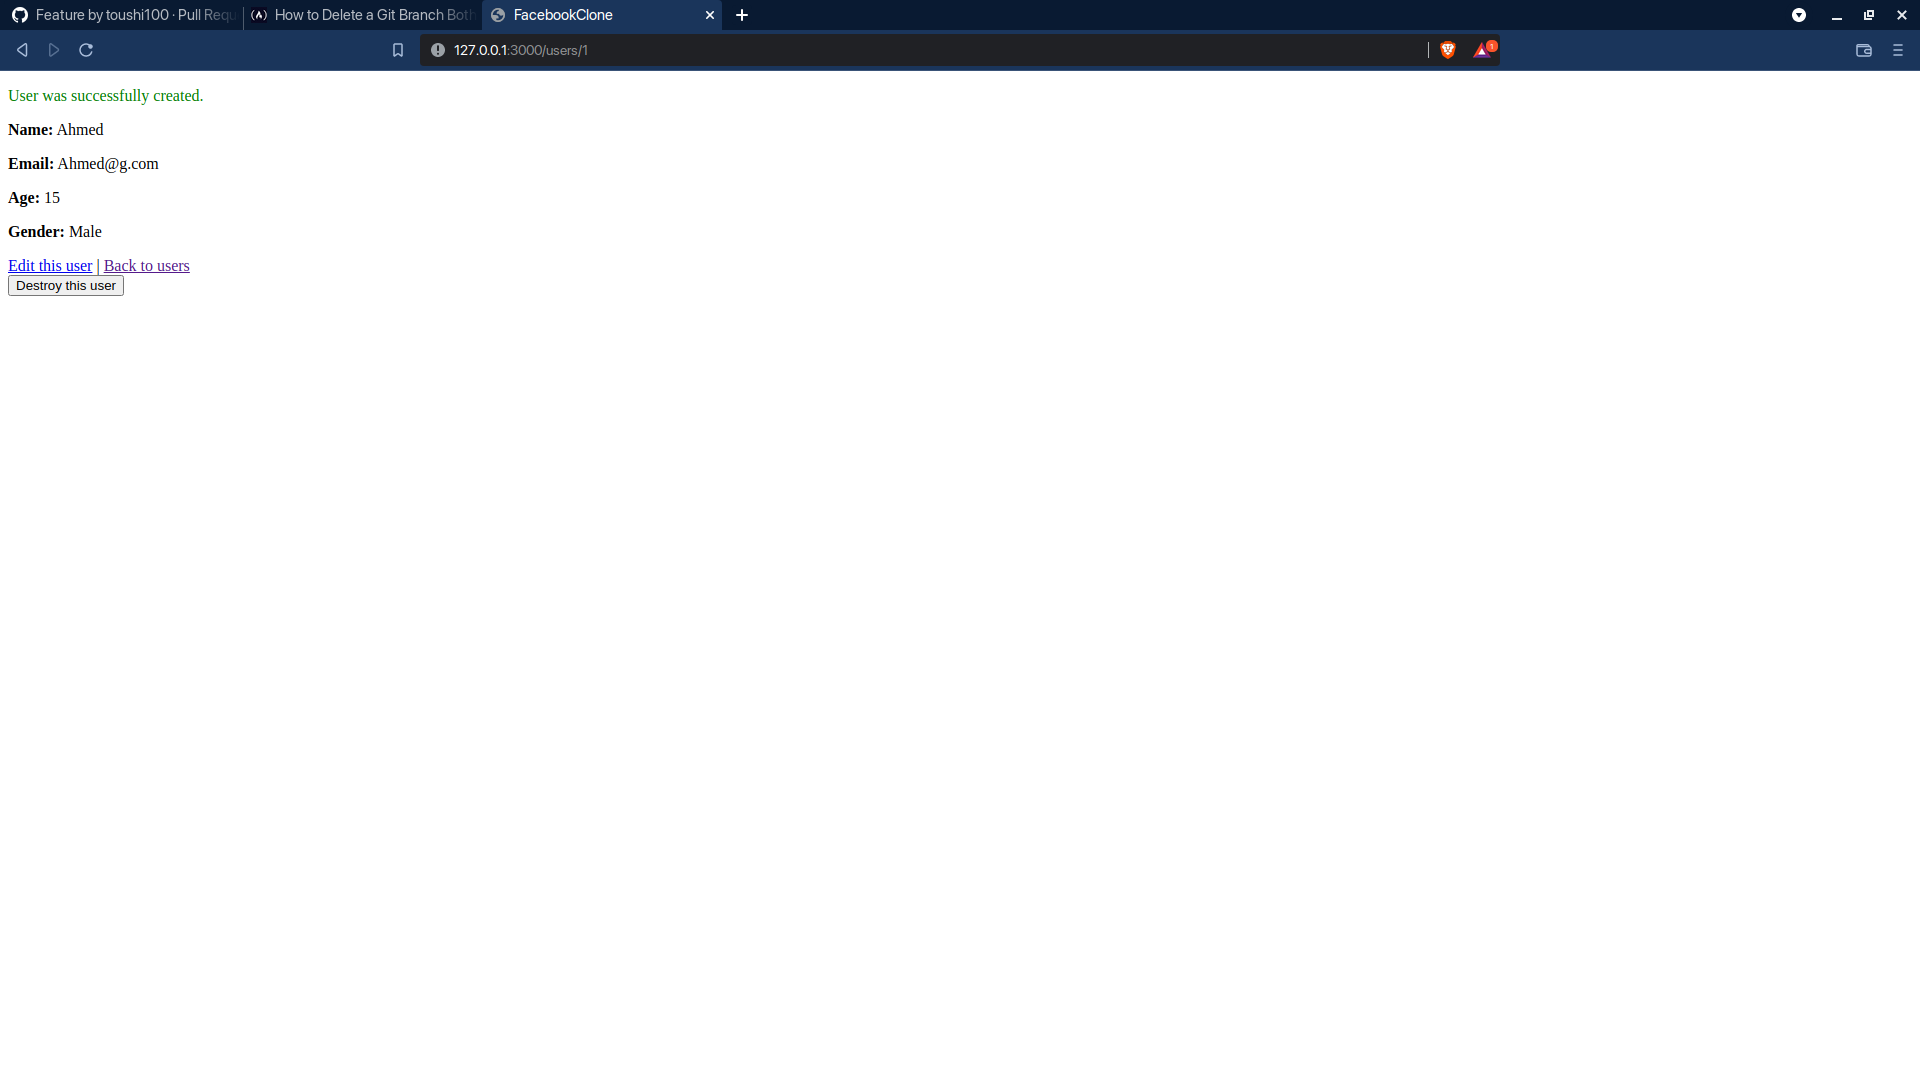 Feature by toushi100 · Pull Requ
How to Delete a Git Branch Both
FacebookClone
127.0.0.1:3000/users/1
1
User was successfully created.
Name: Ahmed
Email: Ahmed@g.com
Age: 15
Gender: Male
Edit this user | Back to users
Destroy this user